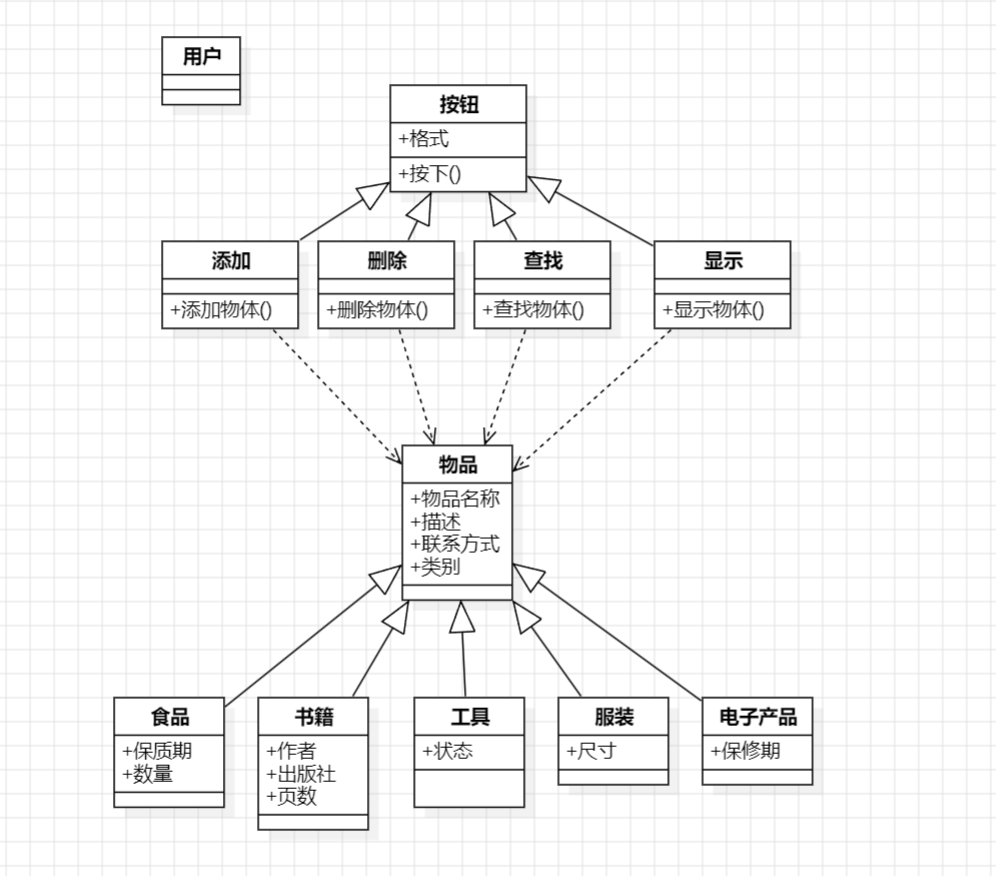 用户
按钮
+格式
+按下()
添加
+添加物体()
删除
+删除物体()
查找
+查找物体()
显示
+显示物体()
物品
+物品名称
+描述
+联系方式
+类别
食品
+保质期
+数量
书籍
+作者
+出版社
+页数
工具
+状态
服装
+尺寸
电子产品
+保修期